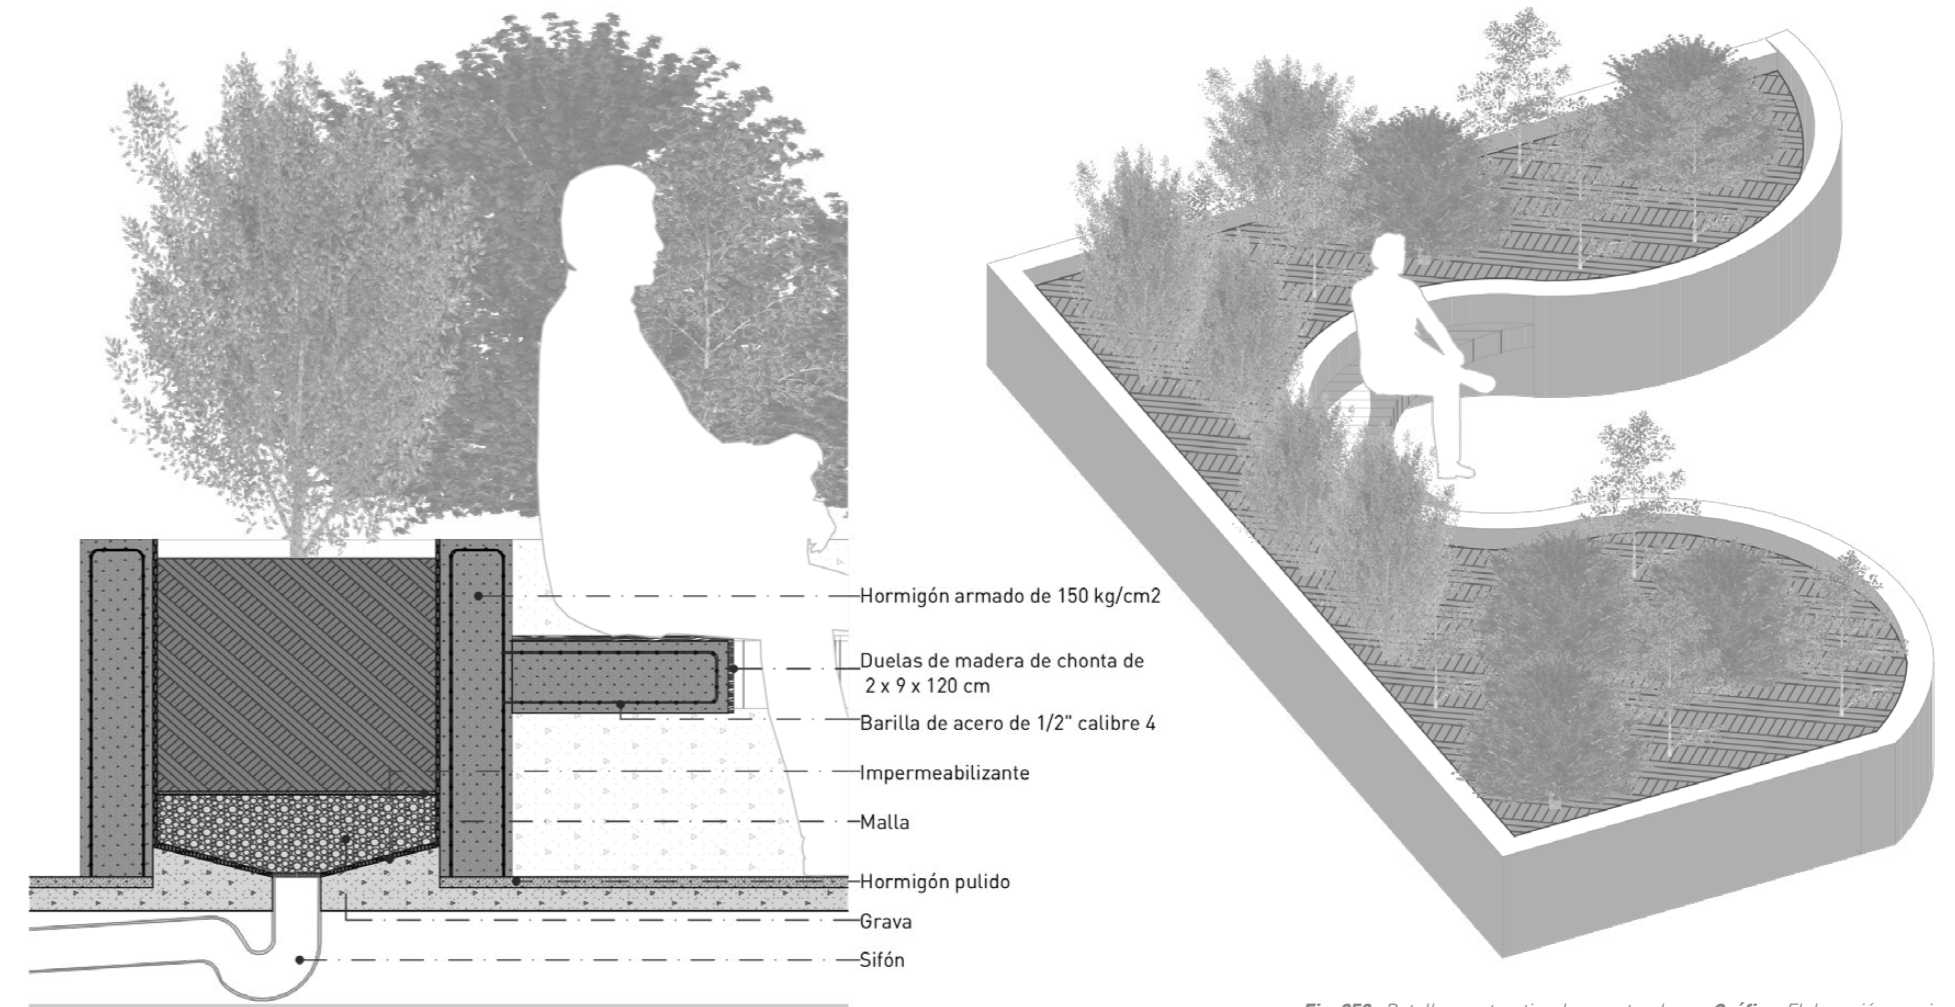 Hormigón armado de 150 kg/cm2
Duelas de madera de chonta de
2 x 9 x 120 cm
Barilla de acero de 1/2" calibre 4
Impermeabilizante
Malla
Hormigón pulido
Grava
Sifón